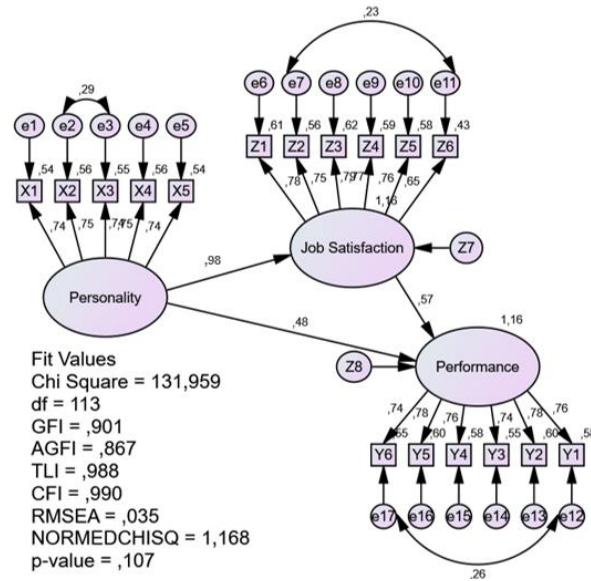 ,23
e6 e7 e8 e9 e10 e11
,29
e1 e2 e3 e4 e5
,61 ,56 ,62 ,59 ,58 ,43
Z1 Z2 Z3 Z4 Z5 Z6
,54 ,56 ,55 ,56 ,54
X1 X2 X3 X4 X5
,78 ,75 ,76 ,65
1,16
,74 ,75 ,74
Job Satisfaction
Z7
,98
Personality
,57
,48
1,16
Z8
Performance
Fit Values
Chi Square = 131,959
df = 113
GFI = ,901
AGFI = ,867
TLI = ,988
CFI = ,990
RMSEA = ,035
NORMEDCHISQ = 1,168
p-value = ,107
,74 ,78 ,76 ,74 ,78 ,76
,60 ,58 ,55
Y6 Y5 Y4 Y3 Y2 Y1
e17 e16 e15 e14 e13 e12
,26